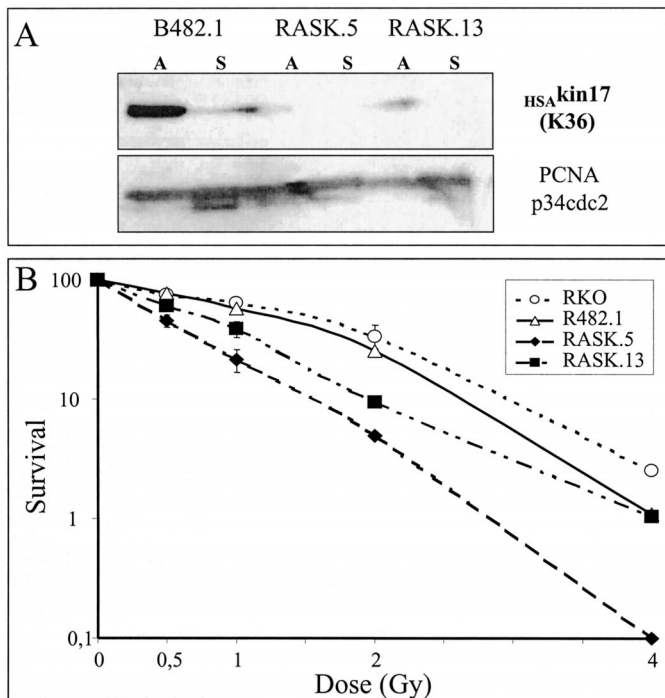 A
B482.1 RASK.5 RASK.13
A S A S A S
HSAkin17
(K36)
PCNA
p34cdc2
B
100
10
1
0,1
Survival
0 0,5 1 2 4
Dose (Gy)
RKO
R482.1
RASK.5
RASK.13